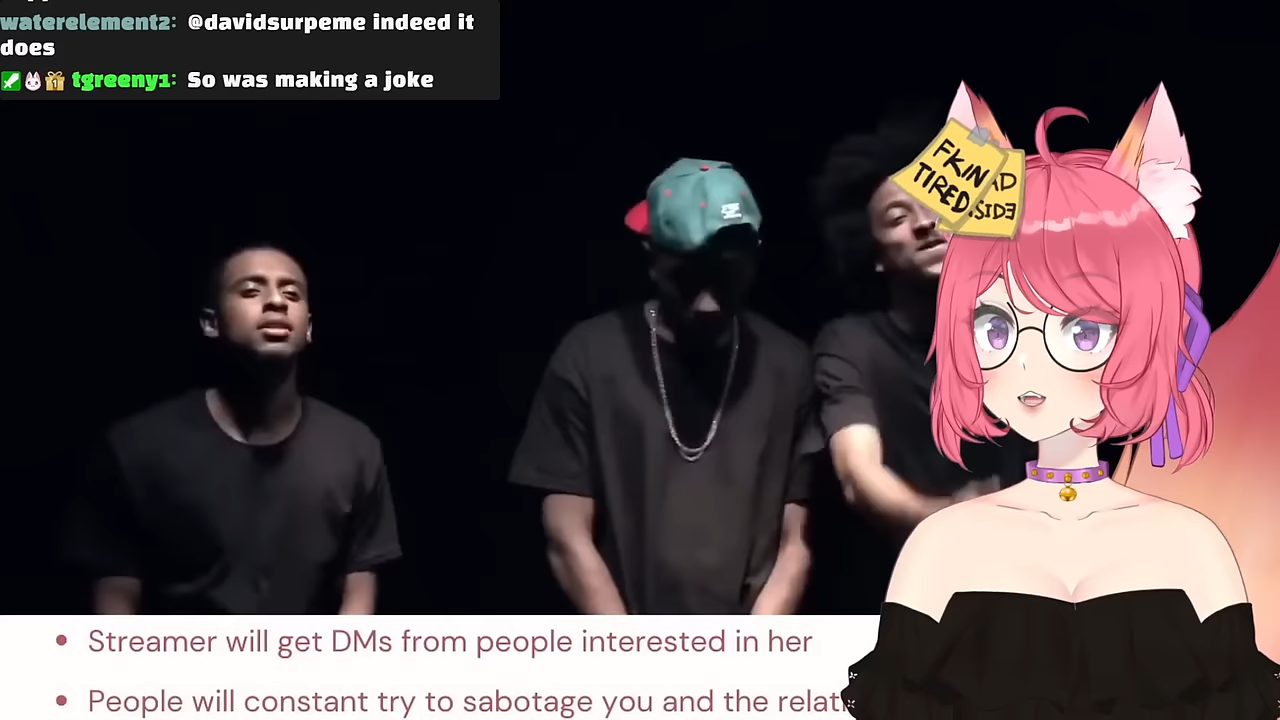 waterelement2: @davidsurpeme indeed it
does
tgreeny1: So was making a joke
FKIN
TIRED
SIDE
Streamer will get DMs from people interested in her
People will constant try to sabotage you and the